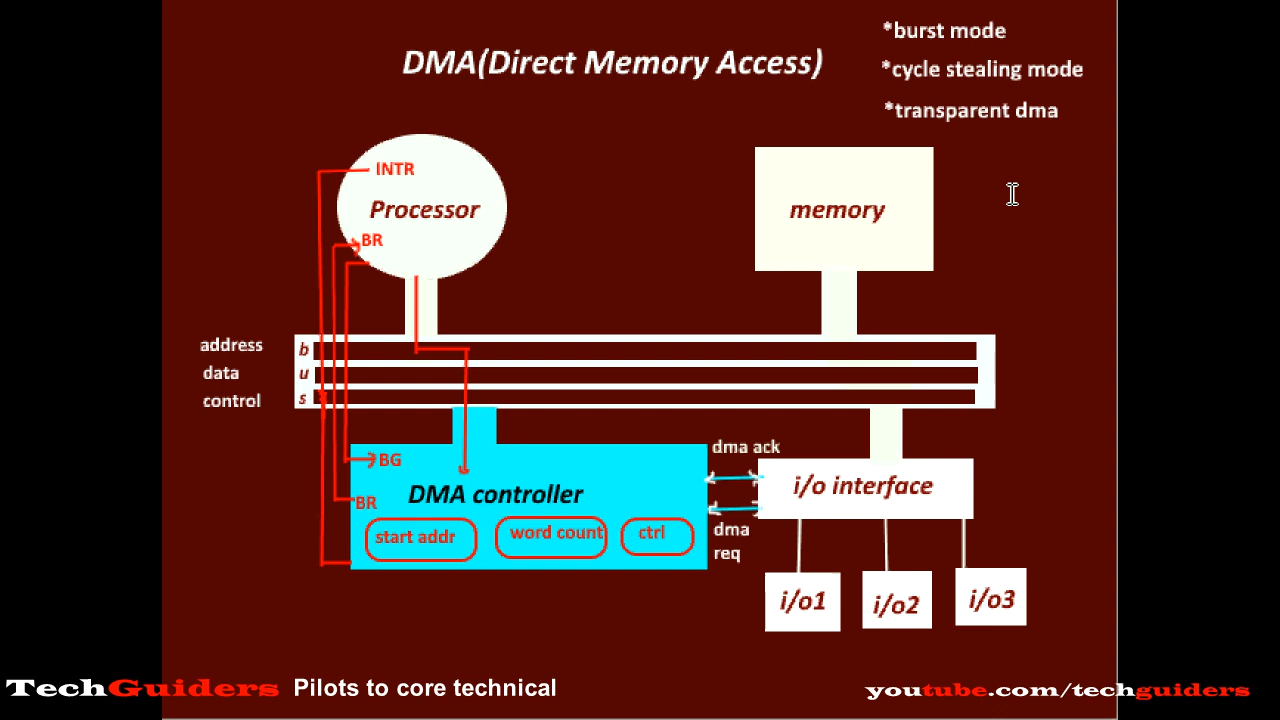 *burst mode
DMA(Direct Memory Access)
*cycle stealing mode
*transparent dma
INTR
Processor
memory
BR
address
b
data
u
control
s
dma ack
BG
i/o interface
DMA controller
BR
start addr
word count
ctrl
dma
req
i/o1
i/o2
i/o3
TechGuiders Pilots to core technical
youtube.com/techguiders